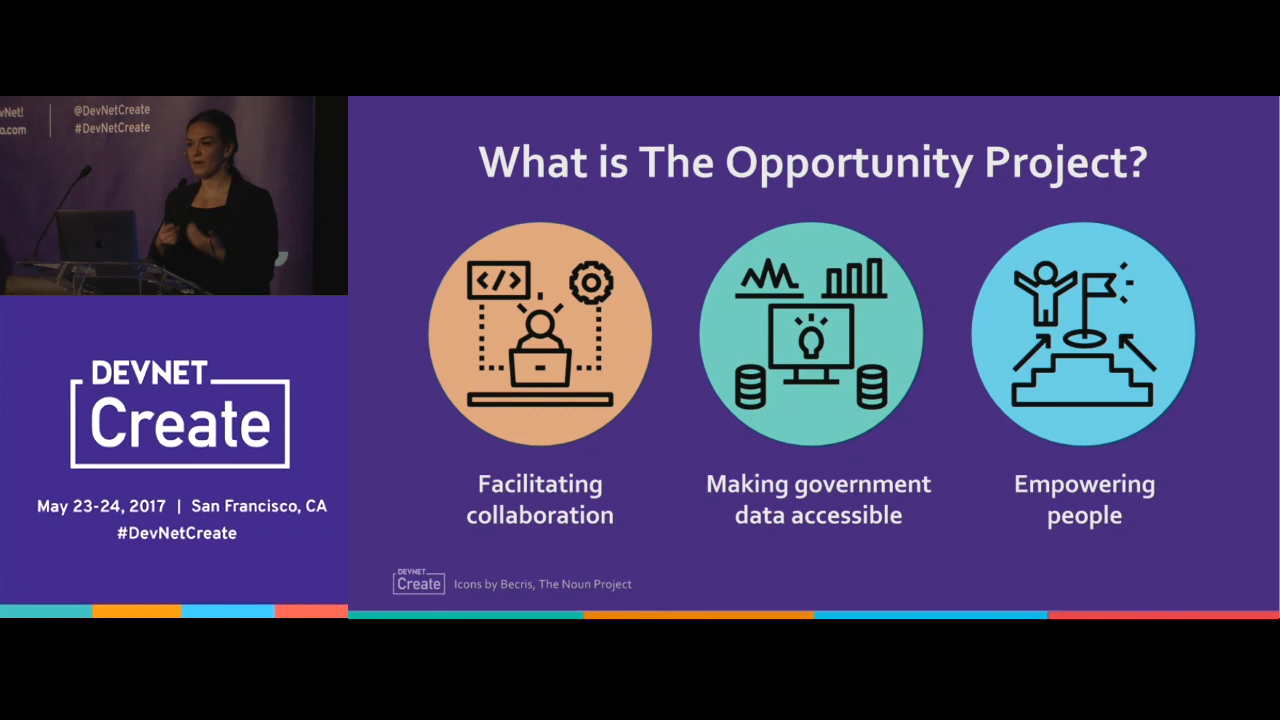 @DevNetCreate
#DevNetCreate
DEVNET
Create
May 23-24, 2017 | San Francisco, CA
#DevNetCreate
What is The Opportunity Project?
</>
Facilitating
collaboration
Making government
data accessible
Empowering
people
DEVNET
Create
Icons by Becris, The Noun Project